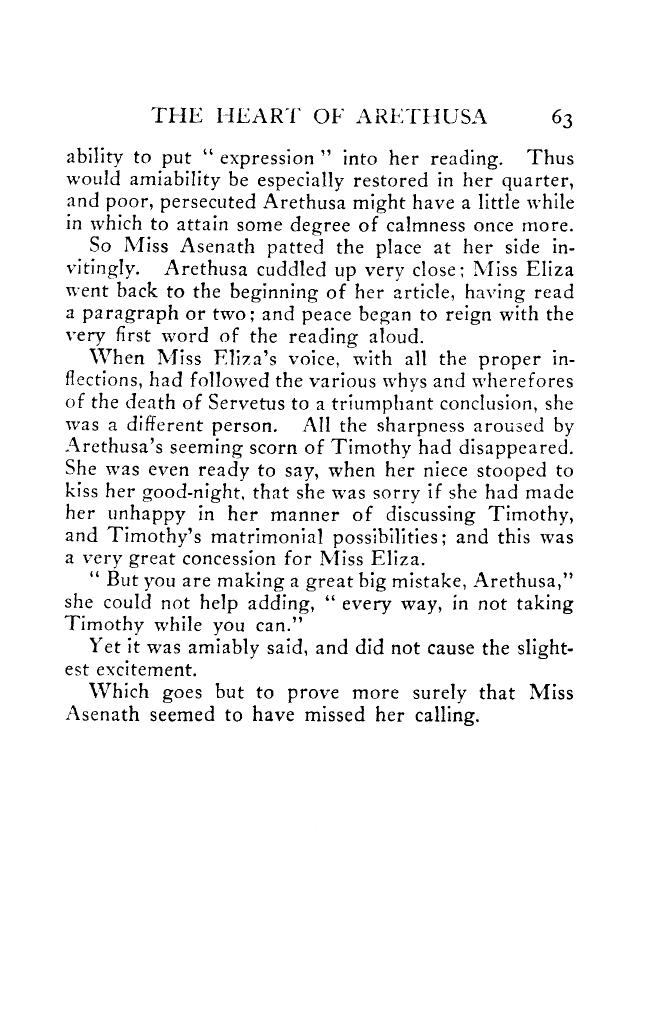 THE HEART OF ARETHUSA 63
ability to put “ expression ” into her reading. Thus
would amiability be especially restored in her quarter,
and poor, persecuted Arethusa might have a little while
in which to attain some degree of calmness once more.
So Miss Asenath patted the place at her side in-
vitingly. Arethusa cuddled up very close; Miss Eliza
went back to the beginning of her article, having read
a paragraph or two; and peace began to reign with the
very first word of the reading aloud.
When Miss Eliza’s voice, with all the proper in-
flections, had followed the various whys and wherefores
of the death of Servetus to a triumphant conclusion, she
was a different person. All the sharpness aroused by
Arethusa’s seeming scorn of Timothy had disappeared.
She was even ready to say, when her niece stooped to
kiss her good-night, that she was sorry if she had made
her unhappy in her manner of discussing Timothy,
and Timothy’s matrimonial possibilities; and this was
a very great concession for Miss Eliza.
“ But you are making a great big mistake, Arethusa,”
she could not help adding, “ every way, in not taking
Timothy while you can.”
Yet it was amiably said, and did not cause the slight-
est excitement.
Which goes but to prove more surely that Miss
Asenath seemed to have missed her calling.